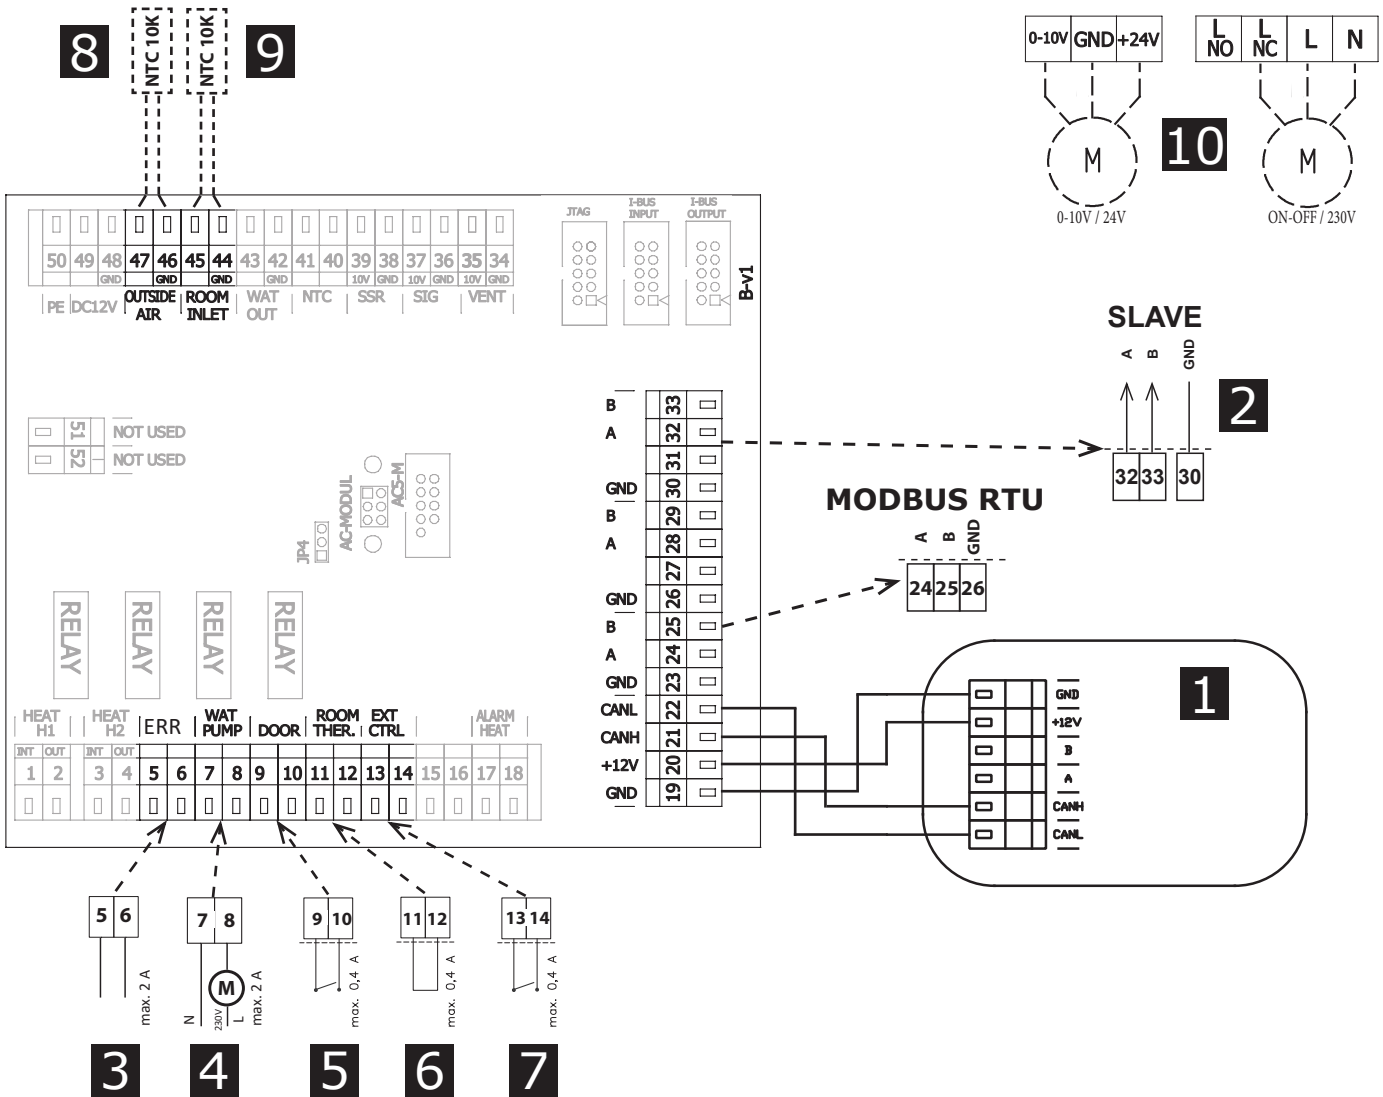 8
NTC 10K
NTC 10K
9
0-10V GND +24V
L NO L NC L N
M
M
10
0-10V / 24V
ON-OFF / 230V
JTAG
I-BUS INPUT
I-BUS OUTPUT
B-v1
50 49 48 47 46 45 44 43 42 41 40 39 38 37 36 35 34
GND GND GND GND 10V GND 10V GND 10V GND
PE DC12V OUTSIDE AIR ROOM INLET WAT OUT NTC SSR SIG VENT
SLAVE
A B GND
2
32 33 30
51 NOT USED
52 NOT USED
JP4
AC-MODUL
ACS-M
B 33
A 32
31
GND 30
B 29
A 28
27
GND 26
B 25
A 24
GND 23
CANL 22
CANH 21
+12V 20
GND 19
MODBUS RTU
A B GND
24 25 26
1
GND
+12V
B
A
CANH
CANL
RELAY
RELAY
RELAY
RELAY
HEAT H1 HEAT H2 ERR WAT PUMP DOOR ROOM THER. EXT CTRL ALARM HEAT
INT OUT INT OUT
1 2 3 4 5 6 7 8 9 10 11 12 13 14 15 16 17 18
5 6
max. 2 A
3
7 8
M
N 230V L
max. 2 A
4
9 10
max. 0,4 A
5
11 12
max. 0,4 A
6
13 14
max. 0,4 A
7